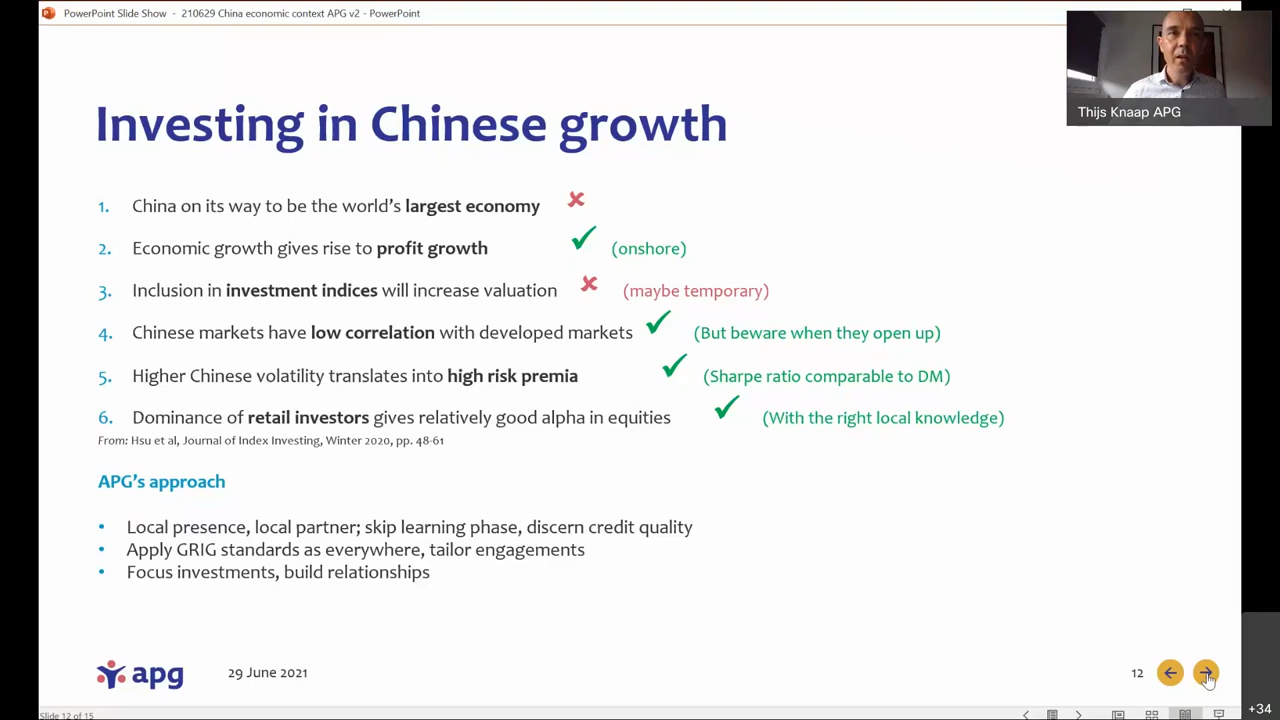 PowerPoint Slide Show - 210629 China economic context APG v2 - PowerPoint
Thijs Knaap APG
Investing in Chinese growth
1. China on its way to be the world's largest economy
2. Economic growth gives rise to profit growth (onshore)
3. Inclusion in investment indices will increase valuation (maybe temporary)
4. Chinese markets have low correlation with developed markets (But beware when they open up)
5. Higher Chinese volatility translates into high risk premia (Sharpe ratio comparable to DM)
6. Dominance of retail investors gives relatively good alpha in equities (With the right local knowledge)
From: Hsu et al, Journal of Index Investing, Winter 2020, pp. 48-61
APG's approach
• Local presence, local partner; skip learning phase, discern credit quality
• Apply GRIG standards as everywhere, tailor engagements
• Focus investments, build relationships
apg 29 June 2021 12
+34
Slide 12 of 15